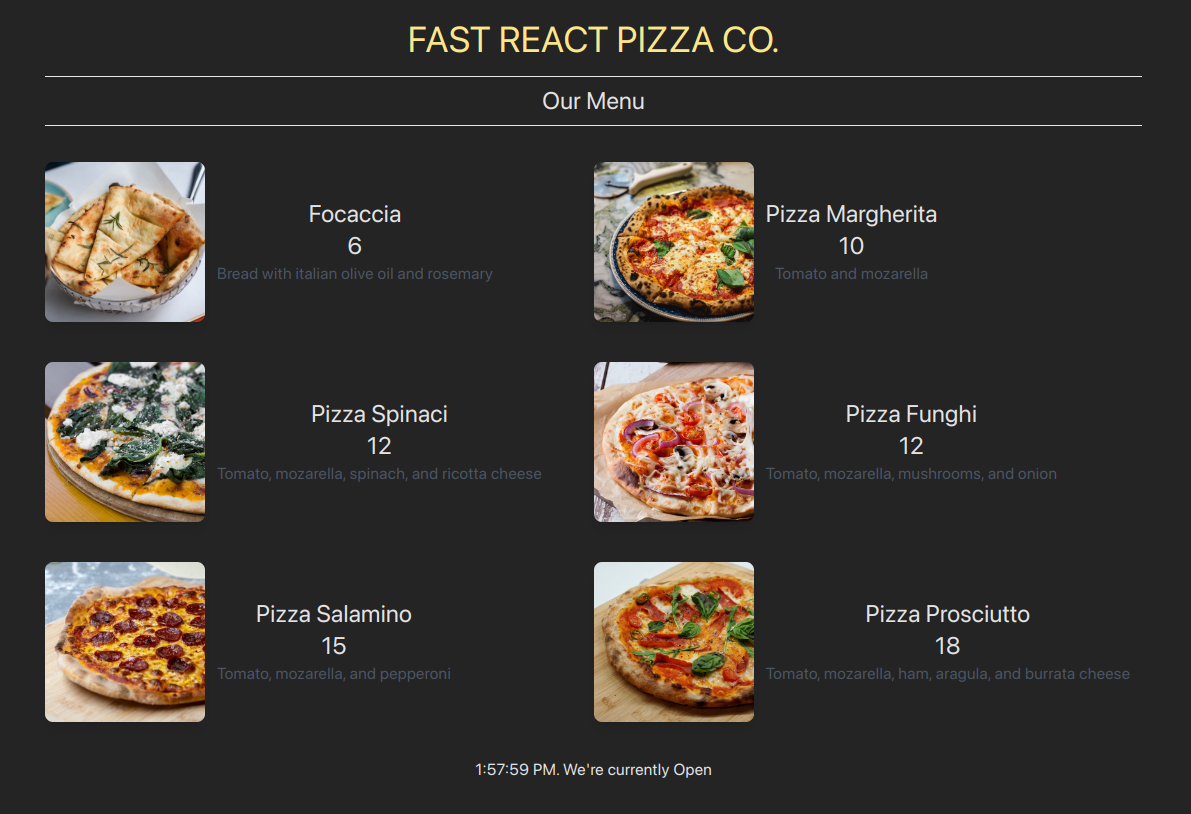 FAST REACT PIZZA CO.
Our Menu
Focaccia
6
Bread with italian olive oil and rosemary
Pizza Margherita
10
Tomato and mozarella
Pizza Spinaci
12
Tomato, mozarella, spinach, and ricotta cheese
Pizza Funghi
12
Tomato, mozarella, mushrooms, and onion
Pizza Salamino
15
Tomato, mozarella, and pepperoni
Pizza Prosciutto
18
Tomato, mozarella, ham, aragula, and burrata cheese
1:57:59 PM. We're currently Open